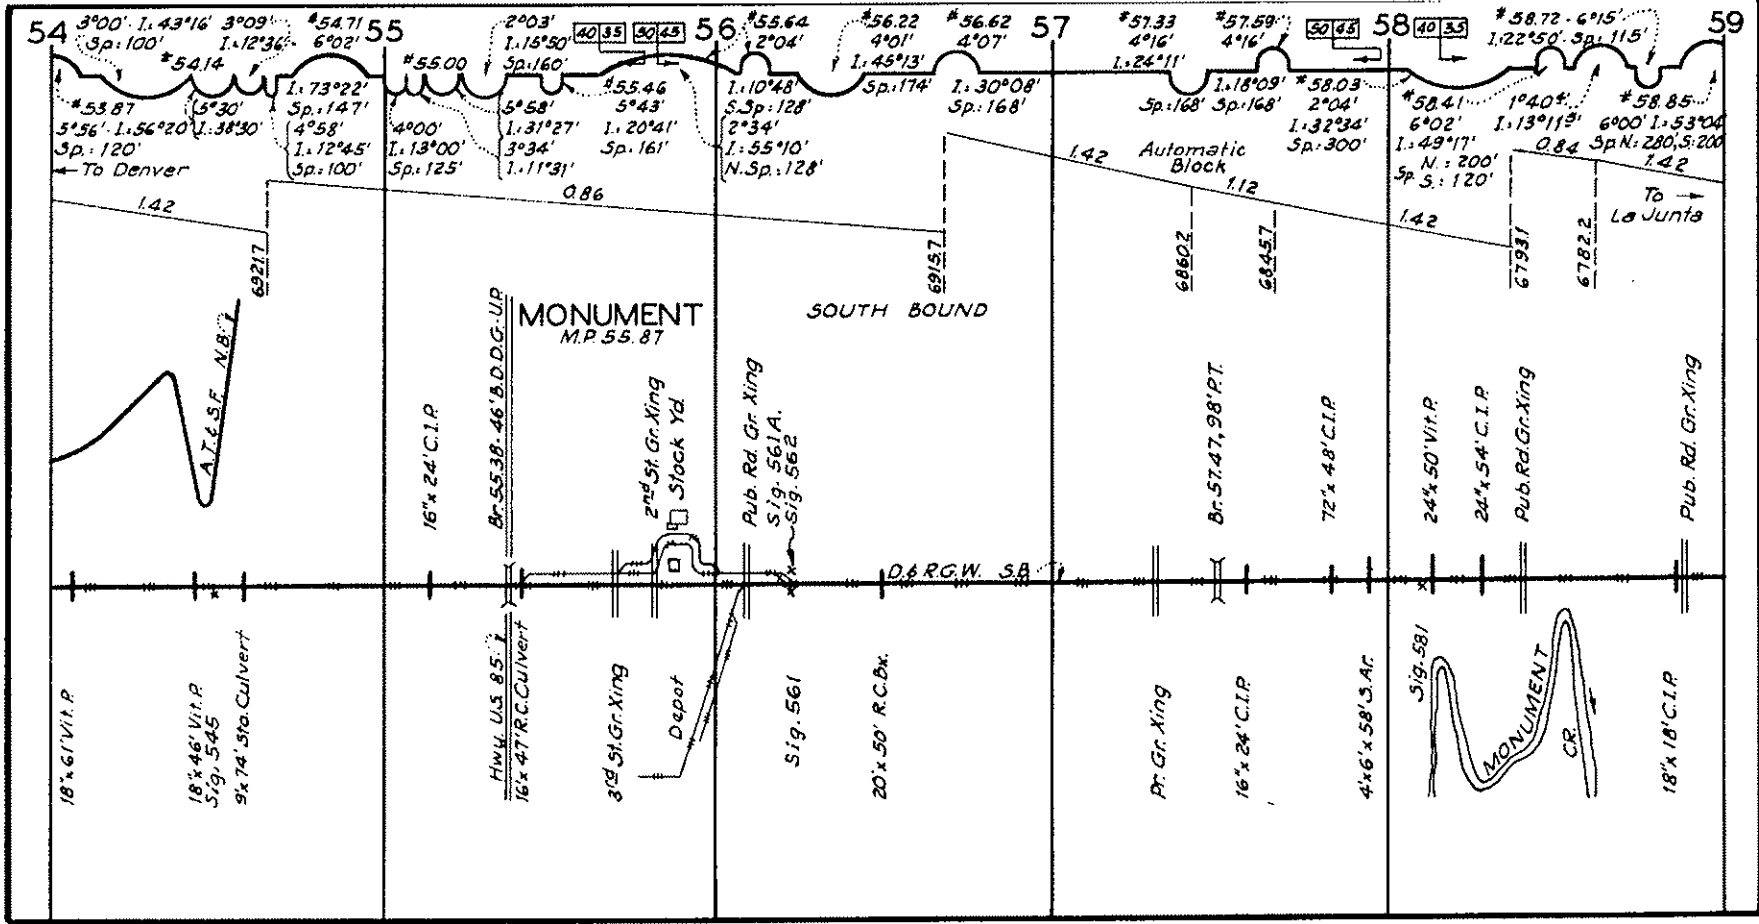 54
55
56
57
58
59
3°00' I.:43°16'
Sp.:100'
3°09'
I.:12°36'
#54.14
#54.71
6°02'
2°03'
I.:15°50'
Sp.:160'
40 35
50 45
#55.64
2°04'
#56.22
4°01'
I.:45°13'
Sp.:174'
#56.62
4°07'
#57.33
4°16'
I.:24°11'
#57.59
4°16'
50 45
40 35
#58.72 - 6°15'
I.:22°50' Sp.:115'
#53.87
5°56' I.:56°20'
Sp.:120'
← To Denver
5°30'
I.:38°30'
I.:73°22'
Sp.:147'
4°58'
I.:12°45'
Sp.:100'
#55.00
4°00'
I.:13°00'
Sp.:125'
5°58'
I.:31°27'
3°34'
I.:11°31'
#55.46
5°43'
I.:20°41'
Sp.:161'
I.:10°48'
S.Sp.:128'
2°34'
I.:55°10'
N.Sp.:128'
I.:30°08'
Sp.:168'
Sp.:168'
I.:18°09'
Sp.:168'
#58.03
2°04'
I.:32°34'
Sp.:300'
#58.41
6°02'
I.:49°17'
N.:200'
Sp. S.:120'
1°40'
I.:13°11'
#58.85
6°00' I.:53°04'
Sp N.:280, S:200
Automatic
Block
1.42
0.86
1.42
1.12
1.42
0.84
1.42
To →
La Junta
6921.7
6915.7
6860.2
6845.7
6793.1
6782.2
MONUMENT
M.P. 55.87
SOUTH BOUND
A.T.& S.F. N.B.
16"x 24' C.I.P.
Br. 55.38 - 46' B.D.D.G.-U.P.
2nd St. Gr. Xing
Stock Yd.
Pub. Rd. Gr. Xing
Sig. 561 A.
Sig. 562
Br. 57.47, 98' P.T.
72"x 48' C.I.P.
24"x 50' Vit. P.
24"x 54' C.I.P.
Pub. Rd. Gr. Xing
Pub. Rd. Gr. Xing
D.& R.G.W. S.B.
18"x 61' Vit. P.
18"x 46' Vit. P.
Sig. 545
9'x 74' Sto. Culvert
Hwy. U.S. 85
16'x 47' R.C. Culvert
3rd St. Gr. Xing
Depot
Sig. 561
20'x 50' R.C. Bx.
Pr. Gr. Xing
16"x 24' C.I.P.
4'x 6'x 58' S. Ar.
Sig. 581
MONUMENT
CR.
18"x 18' C.I.P.